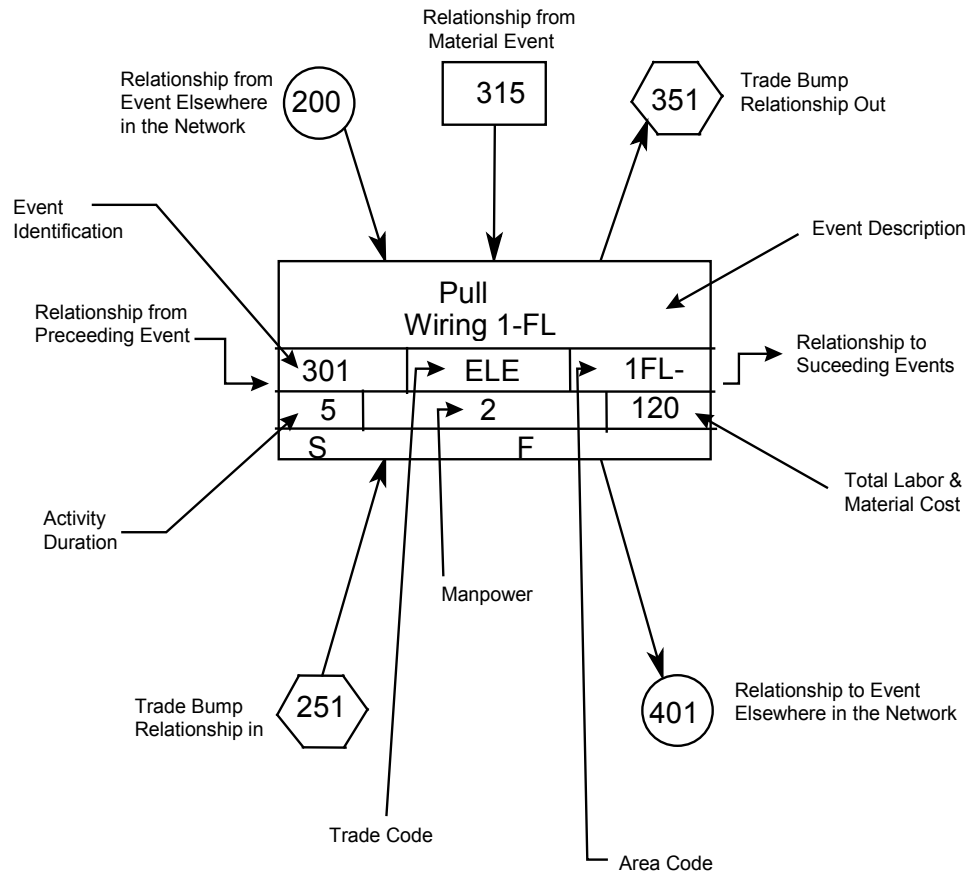 Relationship from
Material Event
315
Relationship from
Event Elsewhere
in the Network
200
351
Trade Bump
Relationship Out
Event
Identification
Event Description
Pull
Wiring 1-FL
Relationship from
Preceeding Event
301
ELE
1FL-
Relationship to
Suceeding Events
5
2
120
S
F
Total Labor &
Material Cost
Activity
Duration
Manpower
Trade Bump
Relationship in
251
401
Relationship to Event
Elsewhere in the Network
Trade Code
Area Code